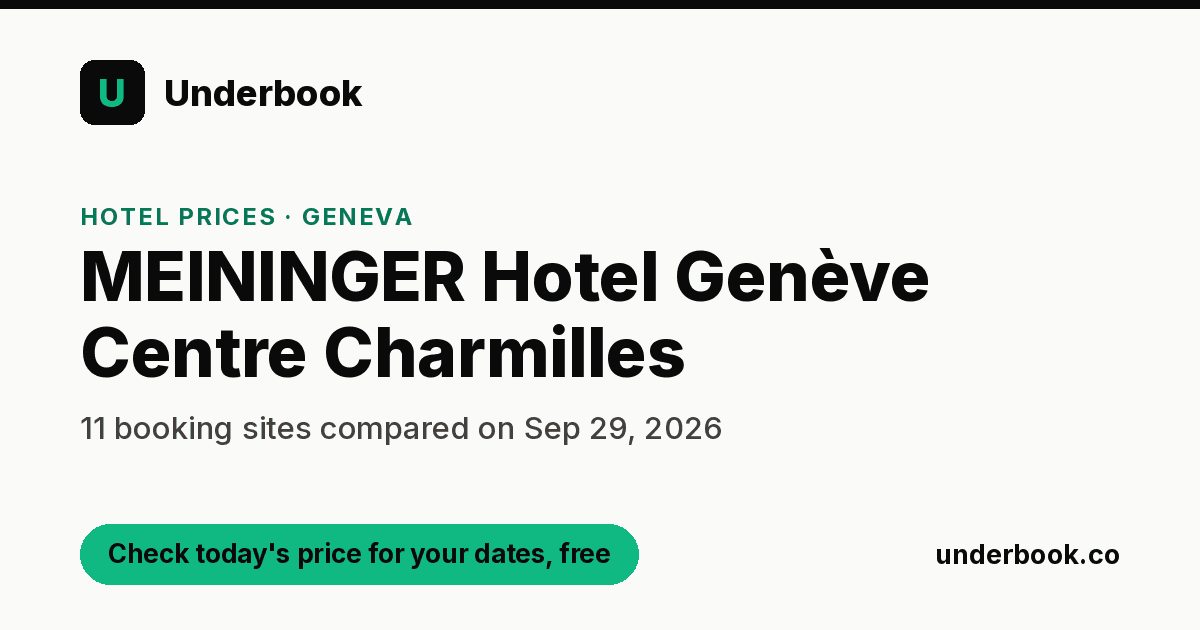 U
Underbook
HOTEL PRICES · GENEVA
MEININGER Hotel Genève
Centre Charmilles
11 booking sites compared on Sep 29, 2026
Check today's price for your dates, free
underbook.co